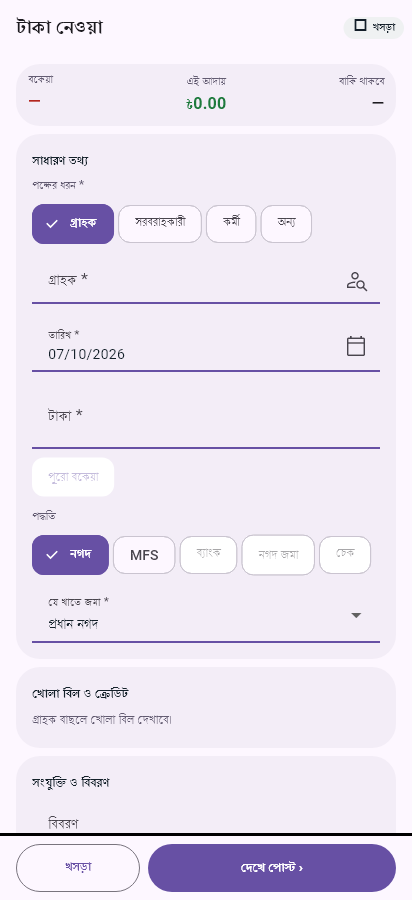 টাকা নেওয়া
খসড়া
বকেয়া
এই আদায়
বাকি থাকবে
—
৳0.00
—
সাধারণ তথ্য
পক্ষের ধরন *
গ্রাহক
সরবরাহকারী
কর্মী
অন্য
গ্রাহক *
তারিখ *
07/10/2026
টাকা *
পুরো বকেয়া
পদ্ধতি
নগদ
MFS
ব্যাংক
নগদ জমা
চেক
যে খাতে জমা *
প্রধান নগদ
খোলা বিল ও ক্রেডিট
গ্রাহক বাছলে খোলা বিল দেখাবে।
সংযুক্তি ও বিবরণ
বিবরণ
খসড়া
দেখে পোস্ট ›